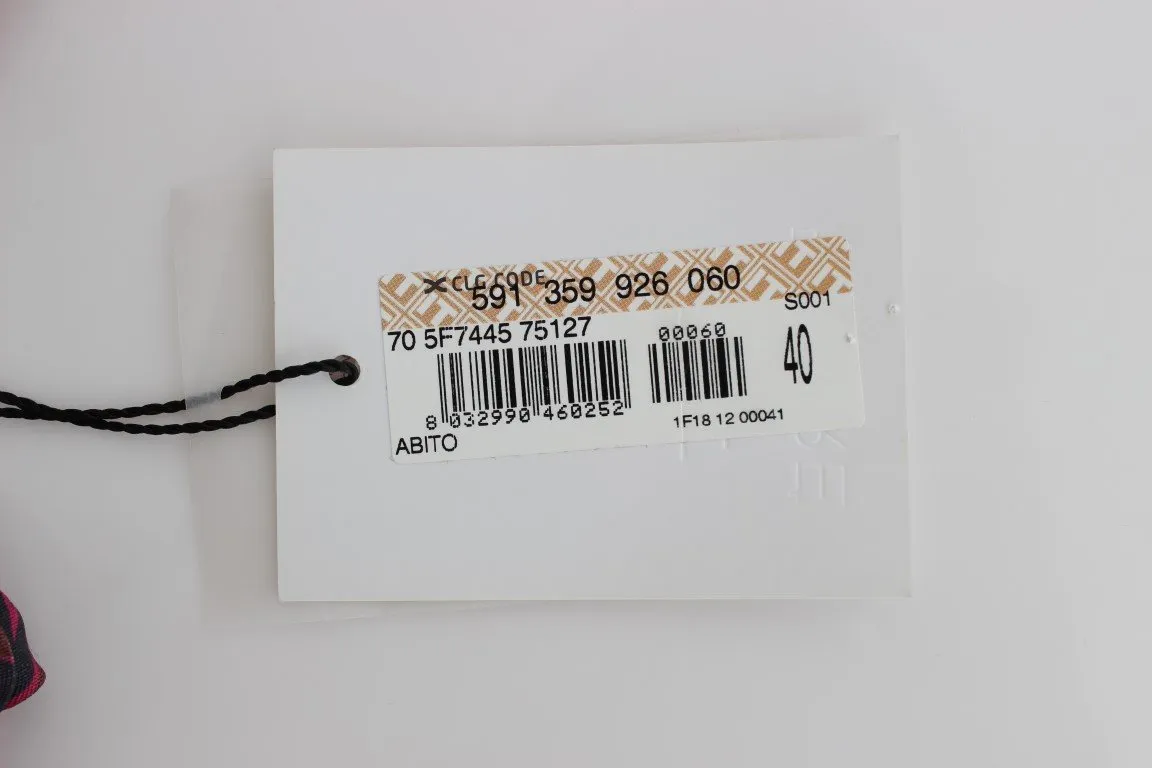 CLG CODE
591 359 926 060
S001
70 5F7445 75127
00060
40
8 032990 460252
1F18 12 00041
ABITO